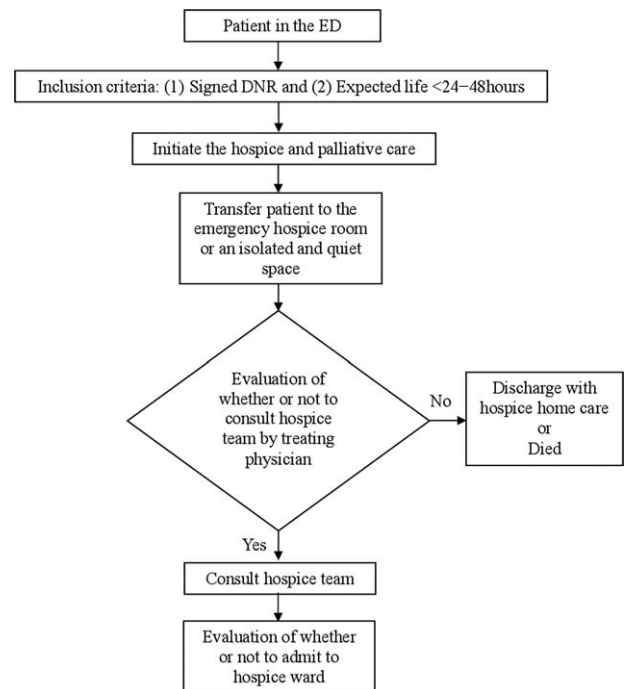 Patient in the ED
Inclusion criteria: (1) Signed DNR and (2) Expected life <24−48hours
Initiate the hospice and palliative care
Transfer patient to the
emergency hospice room
or an isolated and quiet
space
Evaluation of
whether or not to
consult hospice
team by treating
physician
No
Discharge with
hospice home care
or
Died
Yes
Consult hospice team
Evaluation of whether
or not to admit to
hospice ward